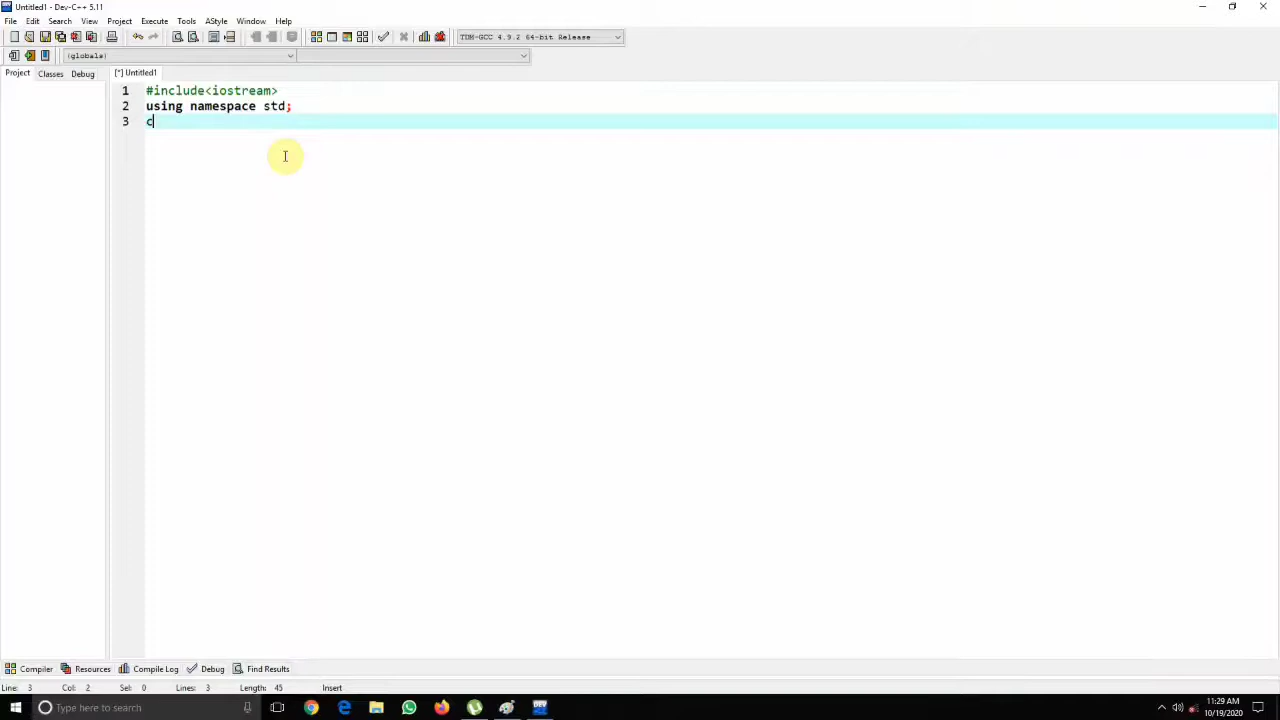 Untitled1 - Dev-C++ 5.11
File Edit Search View Project Execute Tools AStyle Window Help
TDM-GCC 4.9.2 64-bit Release
(globals)
Project Classes Debug [*] Untitled1
1 #include<iostream>
2 using namespace std;
3 c
Compiler Resources Compile Log Debug Find Results
Line: 3 Col: 2 Sel: 0 Lines: 3 Length: 45 Insert
Type here to search
11:29 AM
10/19/2020